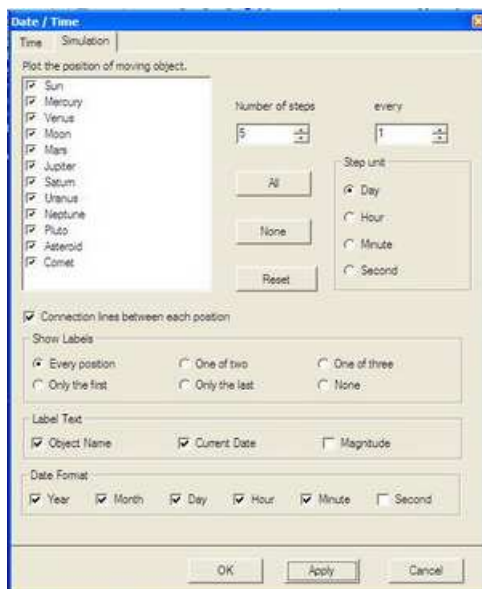 Date / Time
Time Simulation
Plot the position of moving object.
Sun
Mercury
Venus
Moon
Mars
Jupiter
Saturn
Uranus
Neptune
Pluto
Asteroid
Comet
Number of steps every
5 1
All
None
Reset
Step unit
Day
Hour
Minute
Second
Connection lines between each position
Show Labels
Every position One of two One of three
Only the first Only the last None
Label Text
Object Name Current Date Magnitude
Date Format
Year Month Day Hour Minute Second
OK Apply Cancel